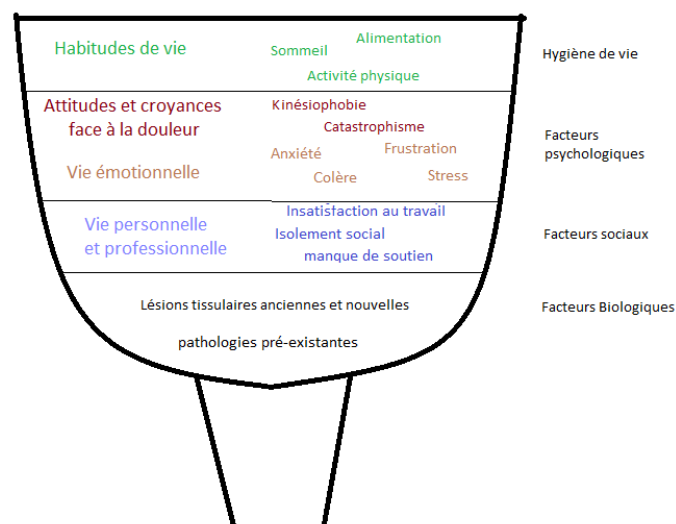 Habitudes de vie
Sommeil
Alimentation
Activité physique
Hygiène de vie
Attitudes et croyances
face à la douleur
Kinésiophobie
Catastrophisme
Vie émotionnelle
Anxiété
Frustration
Colère
Stress
Facteurs
psychologiques
Vie personnelle
et professionnelle
Insatisfaction au travail
Isolement social
manque de soutien
Facteurs sociaux
Lésions tissulaires anciennes et nouvelles
pathologies pré-existantes
Facteurs Biologiques